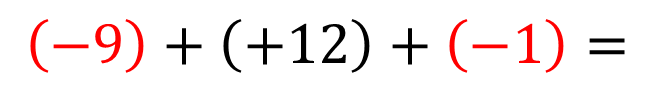 (−9) + (+12) + (−1) =